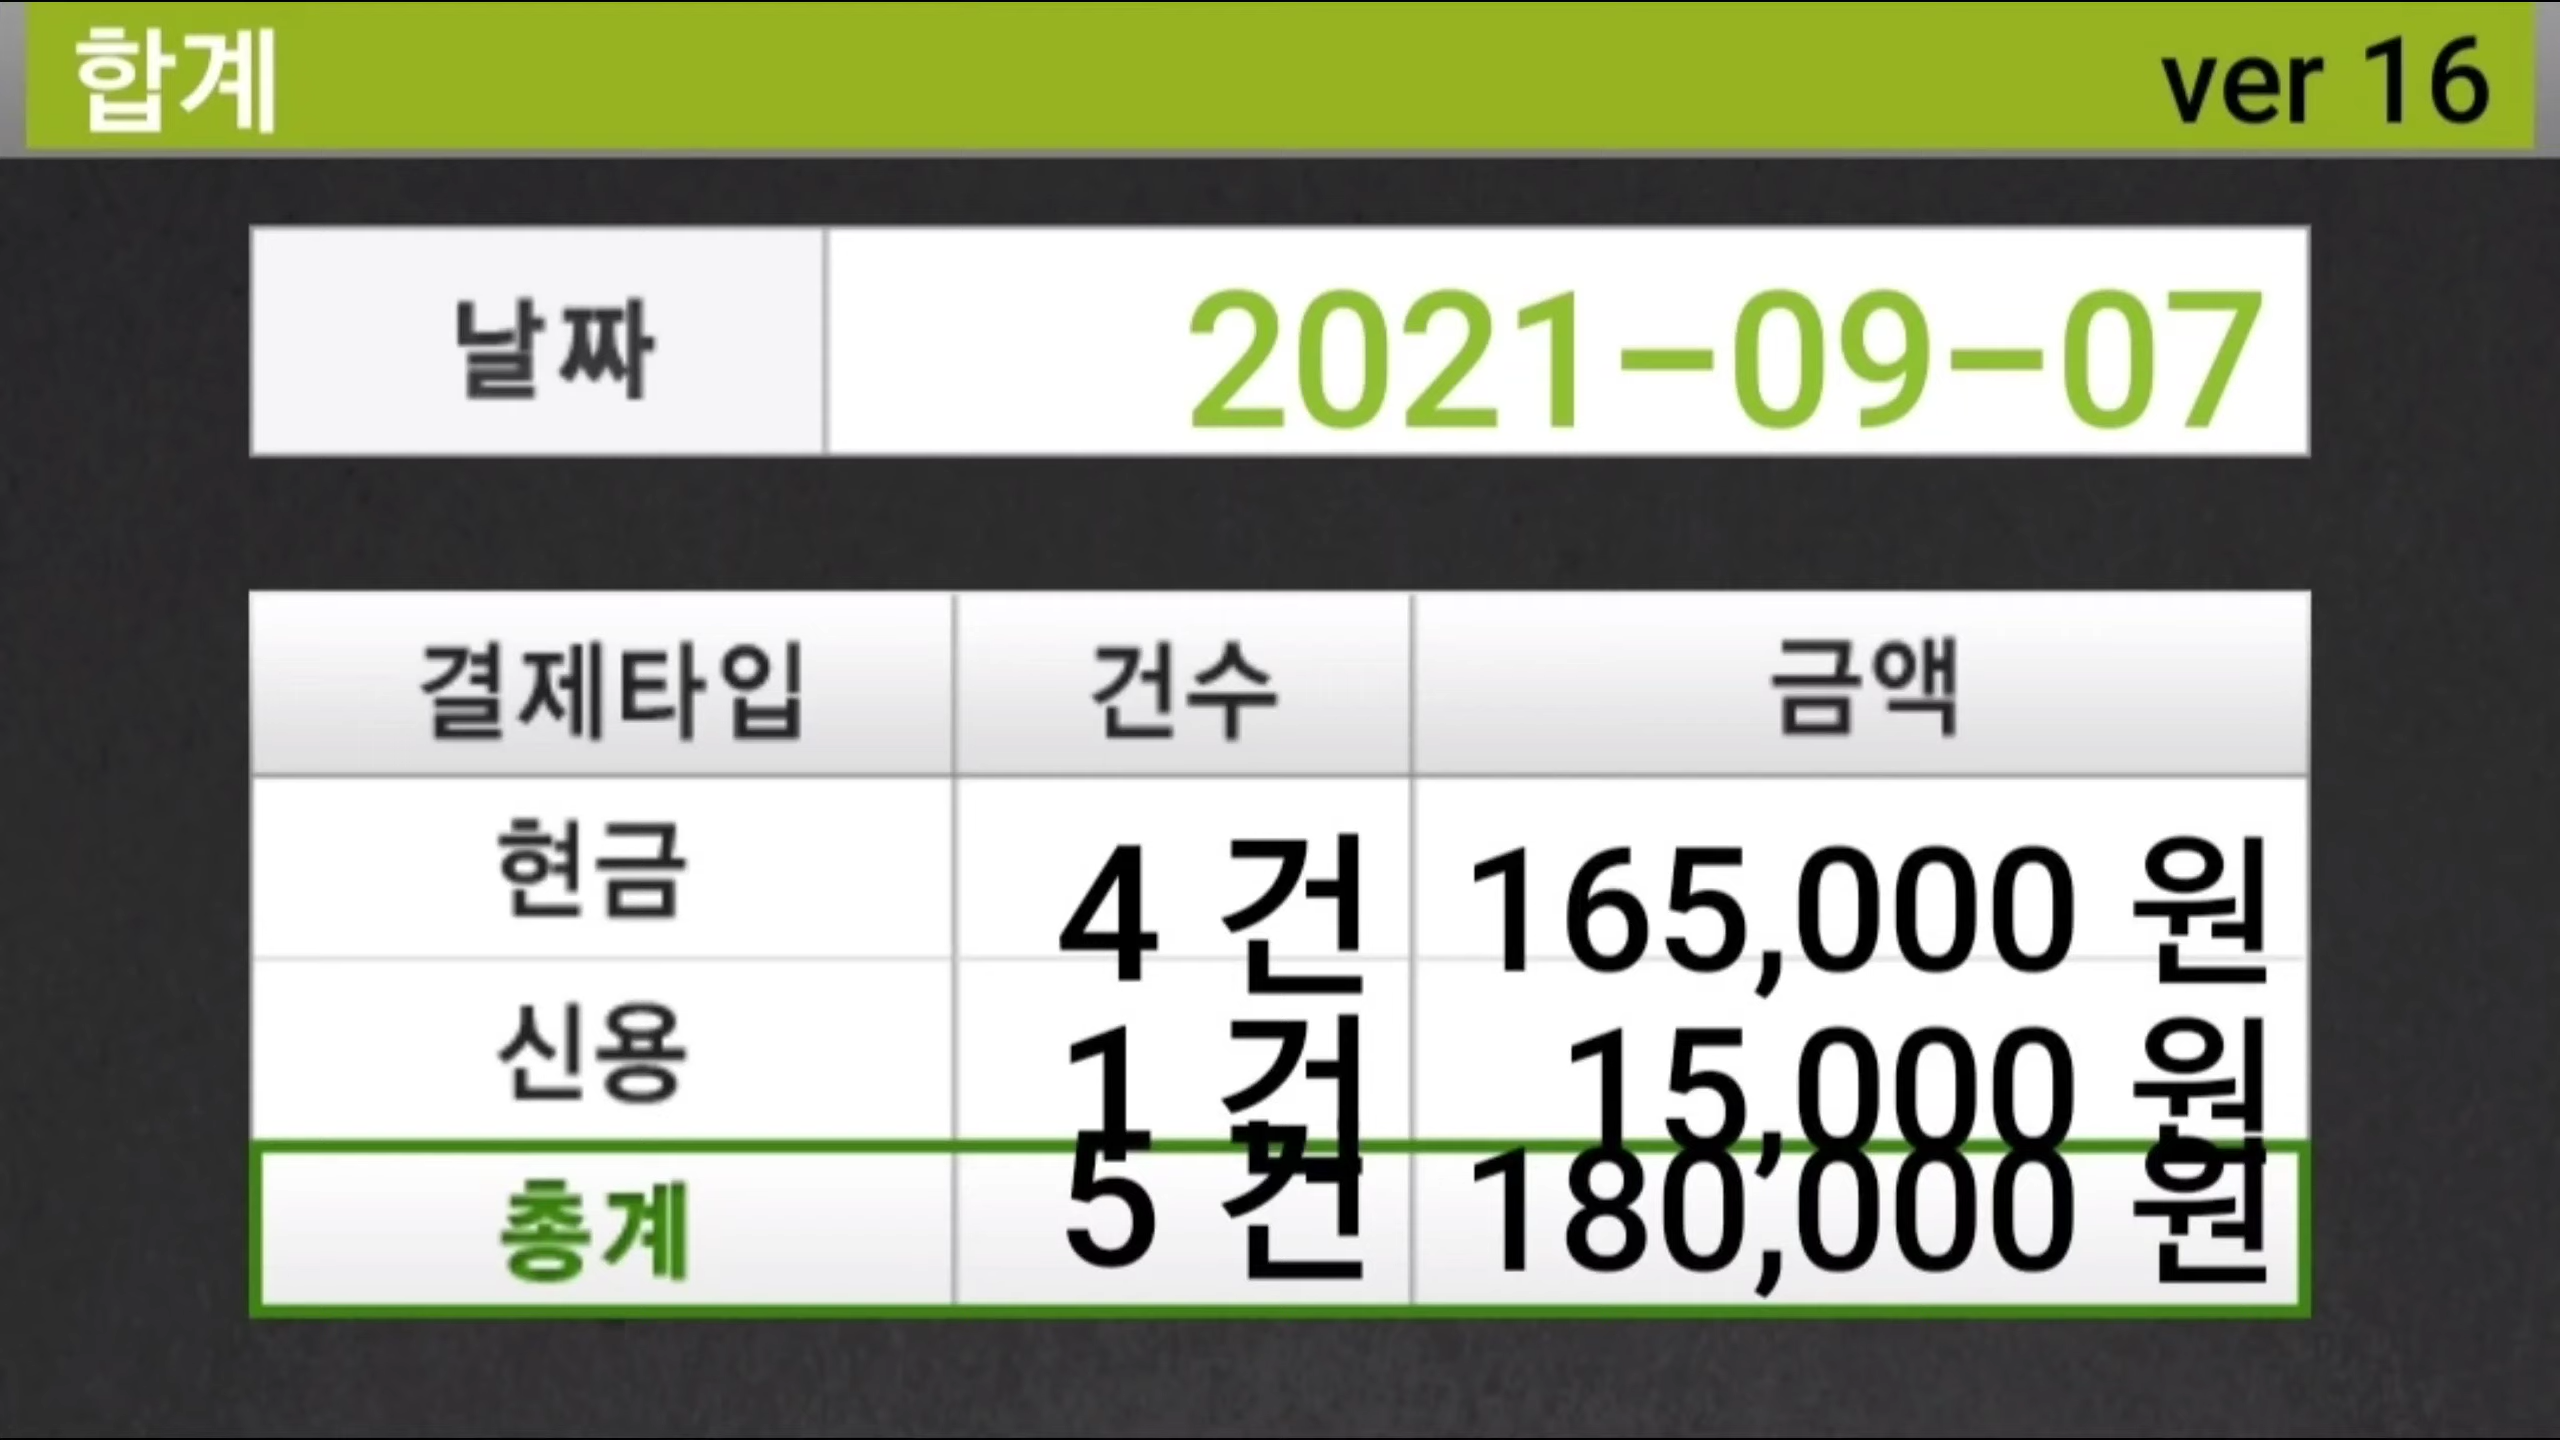 합계 ver 16
날짜 2021-09-07
결제타입 건수 금액
현금 4 건 165,000 원
신용 1 건 15,000 원
총계 5 건 180,000 원